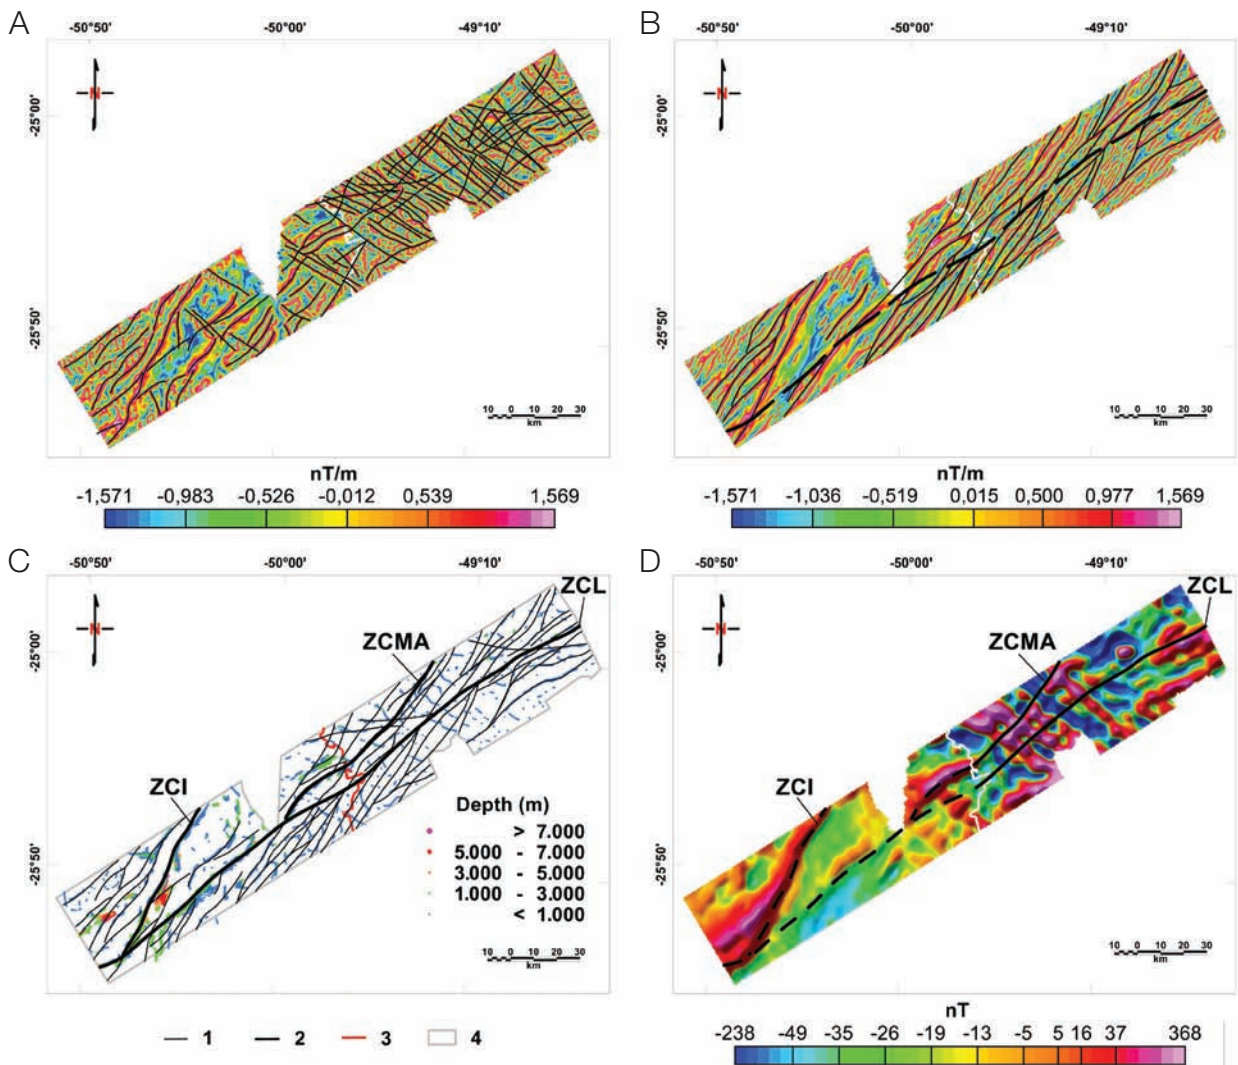 A
-50°50'
-50°00'
-49°10'
N
-25°00'
-25°50'
10 0 10 20 30
km
nT/m
-1,571 -0,983 -0,526 -0,012 0,539 1,569
B
-50°50'
-50°00'
-49°10'
N
-25°00'
-25°50'
10 0 10 20 30
km
nT/m
-1,571 -1,036 -0,519 0,015 0,500 0,977 1,569
C
-50°50'
-50°00'
-49°10'
N
-25°00'
-25°50'
ZCL
ZCMA
ZCI
Depth (m)
> 7.000
5.000 - 7.000
3.000 - 5.000
1.000 - 3.000
< 1.000
10 0 10 20 30
km
1 2 3 4
D
-50°50'
-50°00'
-49°10'
N
-25°00'
-25°50'
ZCL
ZCMA
ZCI
10 0 10 20 30
km
nT
-238 -49 -35 -26 -19 -13 -5 5 16 37 368